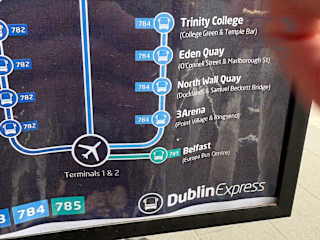 784 Trinity College
(College Green & Temple Bar)
782
784 Eden Quay
(O'Connell Street & Marlborough St)
782
784 North Wall Quay
(Docklands & Samuel Beckett Bridge)
782
784 3Arena
(Point Village & Ringsend)
782
785 Belfast
(Europa Bus Centre)
Terminals 1 & 2
DublinExpress
784 785